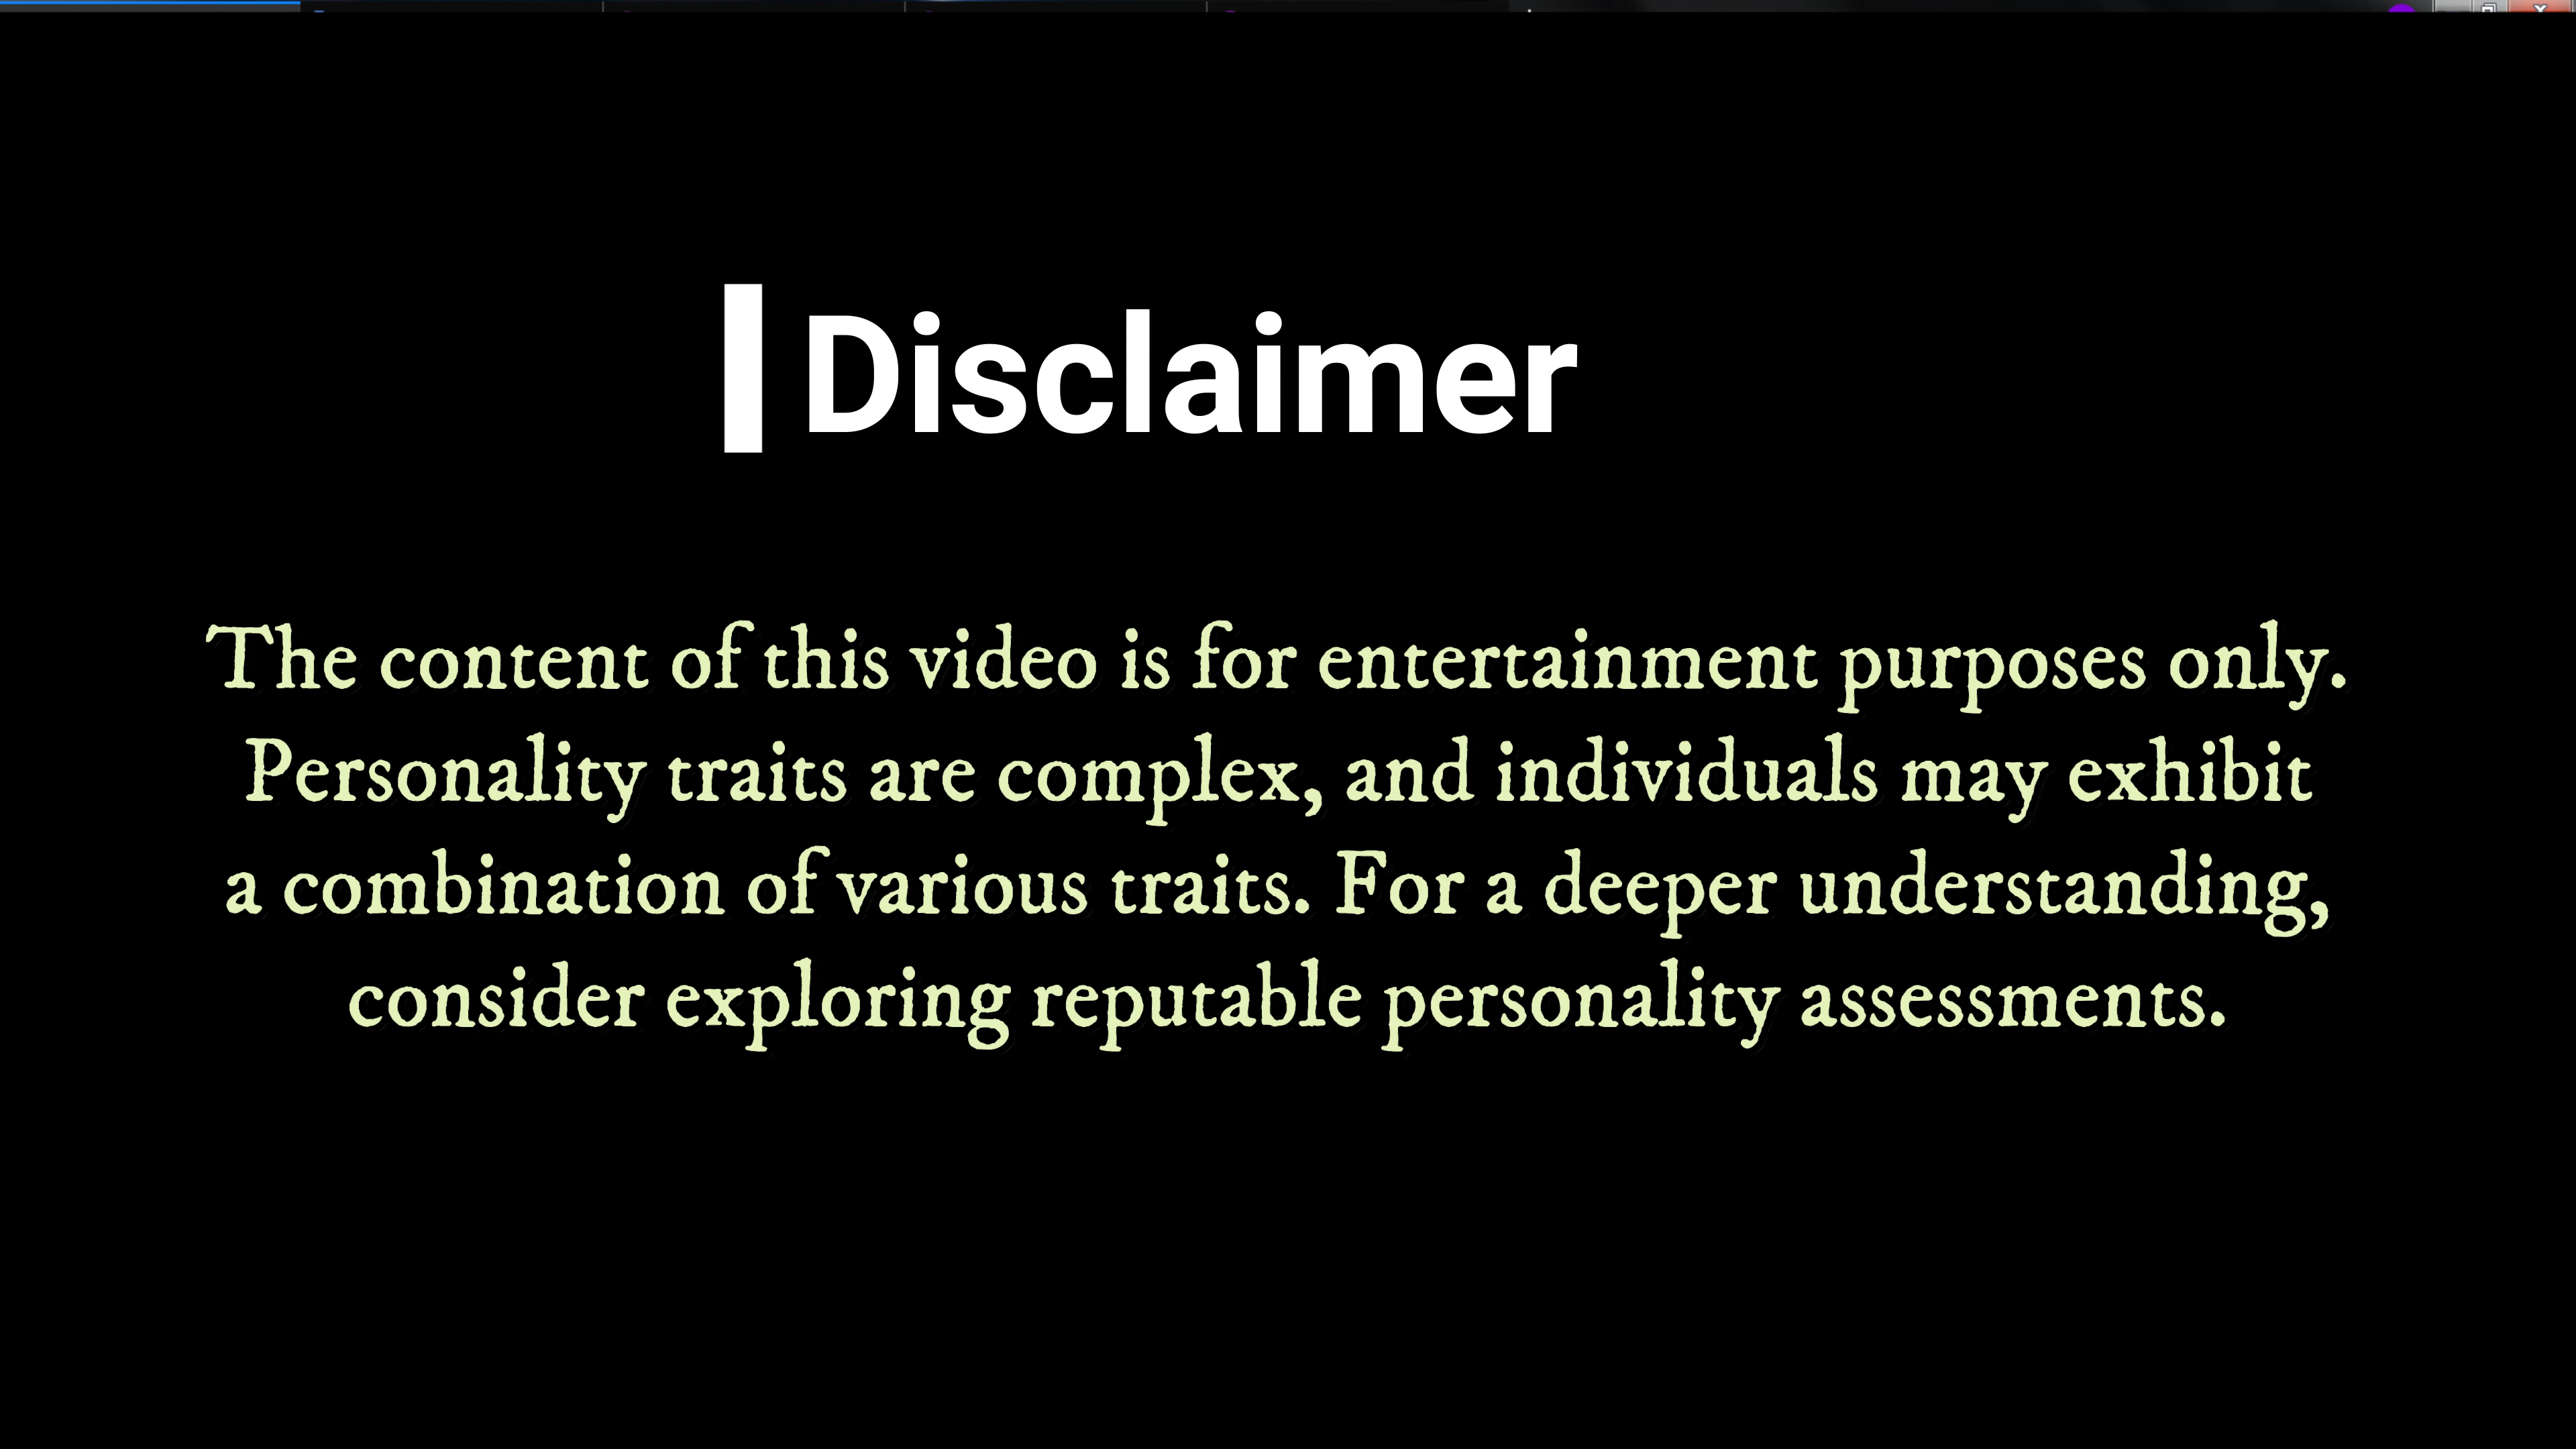 Disclaimer
The content of this video is for entertainment purposes only.
Personality traits are complex, and individuals may exhibit
a combination of various traits. For a deeper understanding,
consider exploring reputable personality assessments.